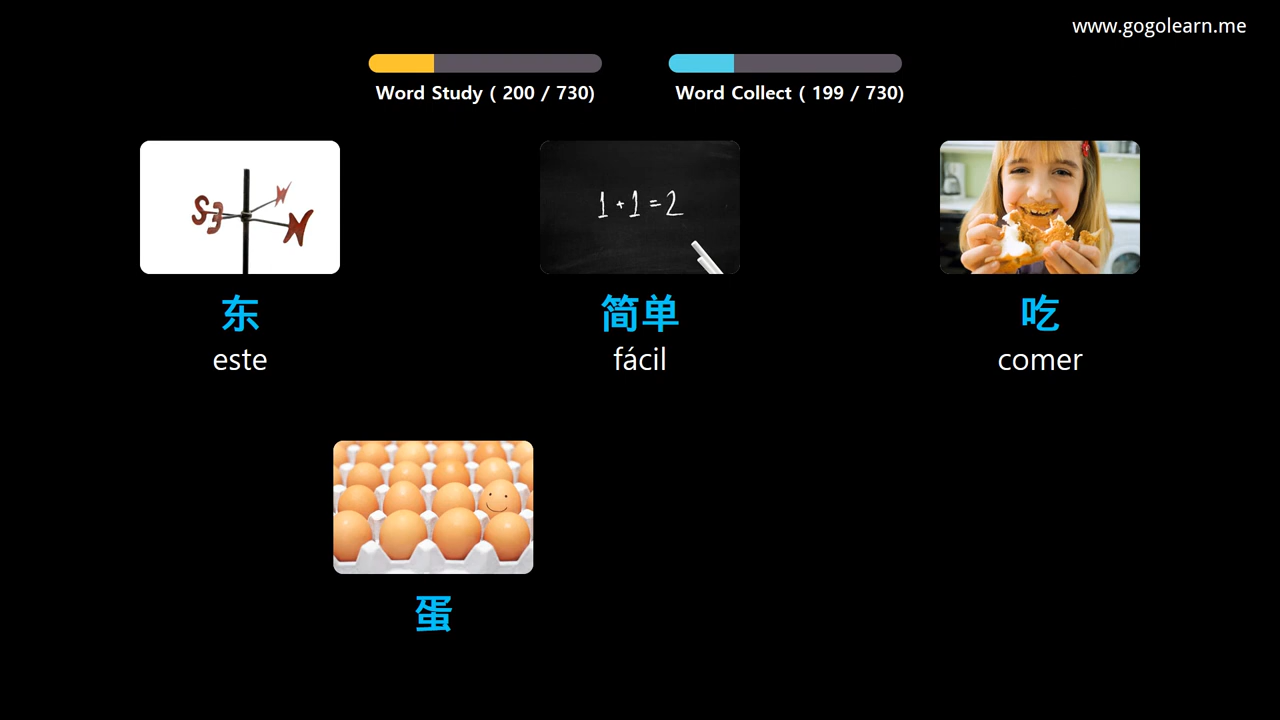 www.gogolearn.me
Word Study ( 200 / 730)
Word Collect ( 199 / 730)
S E N
1 + 1 = 2
东
简单
吃
este
fácil
comer
蛋